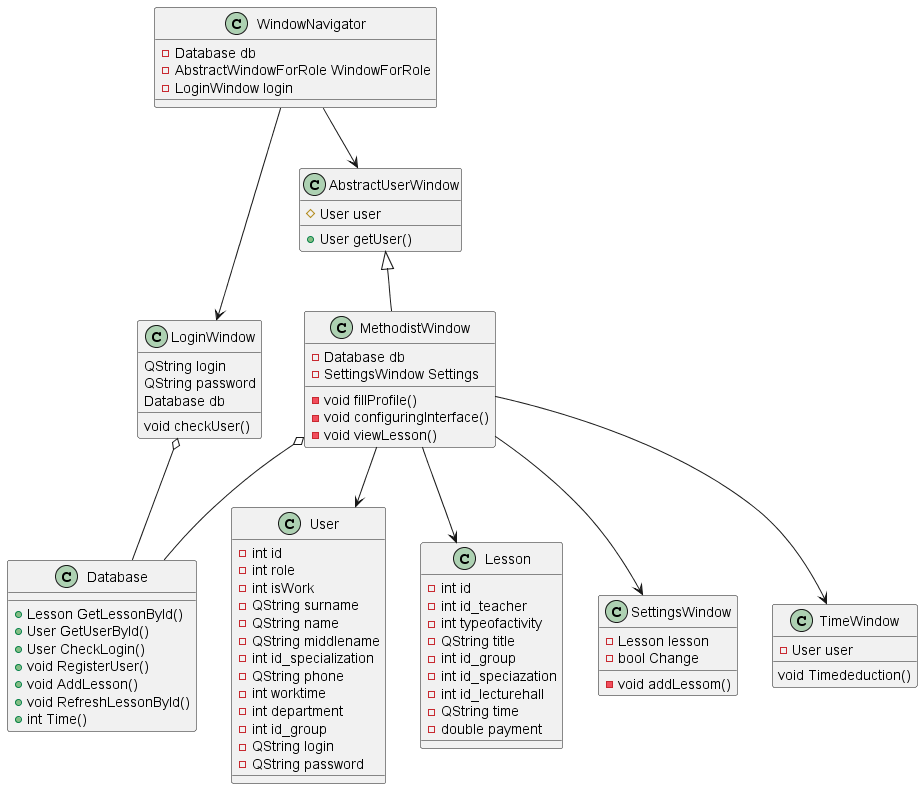 WindowNavigator
Database db
AbstractWindowForRole WindowForRole
LoginWindow login
AbstractUserWindow
User user
User getUser()
LoginWindow
QString login
QString password
Database db
void checkUser()
MethodistWindow
Database db
SettingsWindow Settings
void fillProfile()
void configuringInterface()
void viewLesson()
Database
Lesson GetLessonById()
User GetUserById()
User CheckLogin()
void RegisterUser()
void AddLesson()
void RefreshLessonById()
int Time()
User
int id
int role
int isWork
QString surname
QString name
QString middlename
int id_specialization
QString phone
int worktime
int department
int id_group
QString login
QString password
Lesson
int id
int id_teacher
int typeofactivity
QString title
int id_group
int id_speciazation
int id_lecturehall
QString time
double payment
SettingsWindow
Lesson lesson
bool Change
void addLessom()
TimeWindow
User user
void Timededuction()